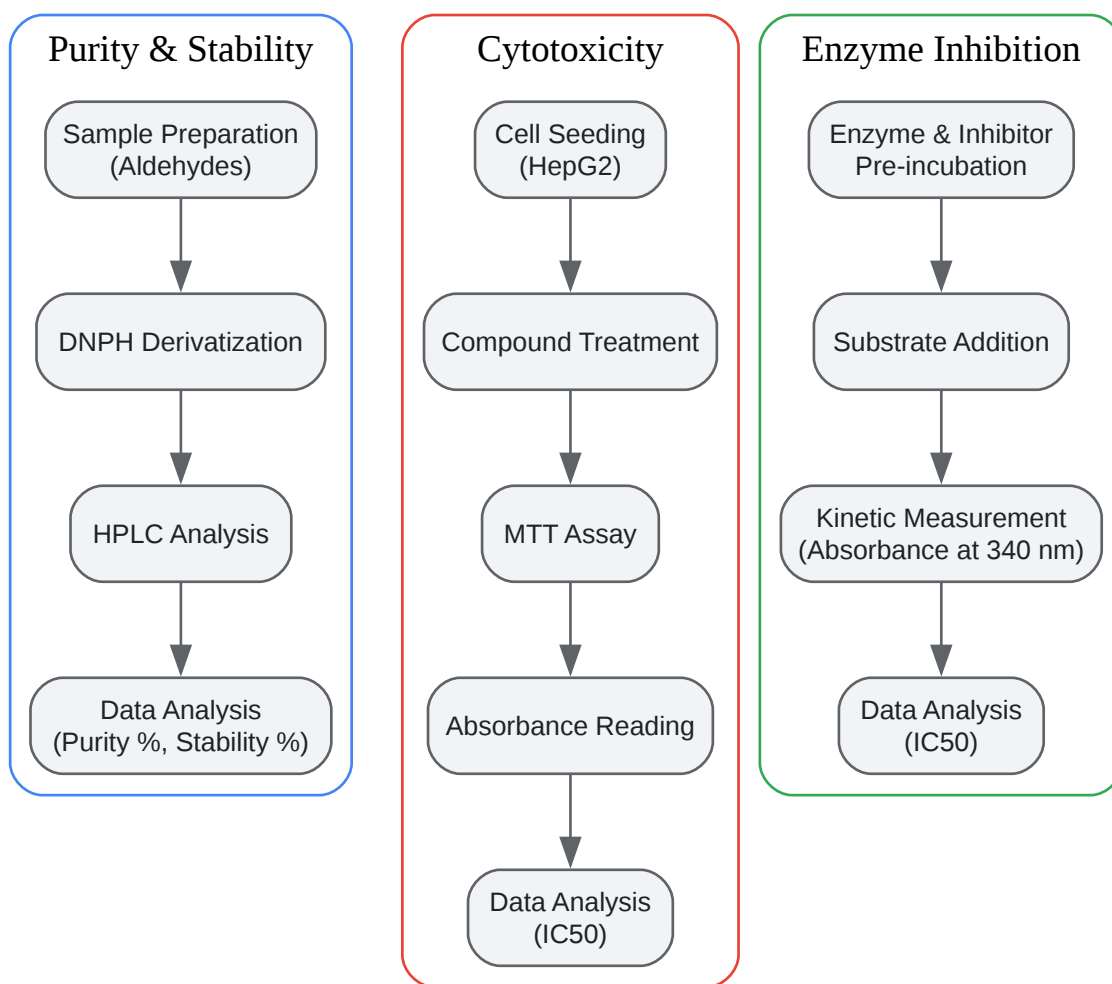 Purity & Stability
Sample Preparation
(Aldehydes)
DNPH Derivatization
HPLC Analysis
Data Analysis
(Purity %, Stability %)
Cytotoxicity
Cell Seeding
(HepG2)
Compound Treatment
MTT Assay
Absorbance Reading
Data Analysis
(IC50)
Enzyme Inhibition
Enzyme & Inhibitor
Pre-incubation
Substrate Addition
Kinetic Measurement
(Absorbance at 340 nm)
Data Analysis
(IC50)